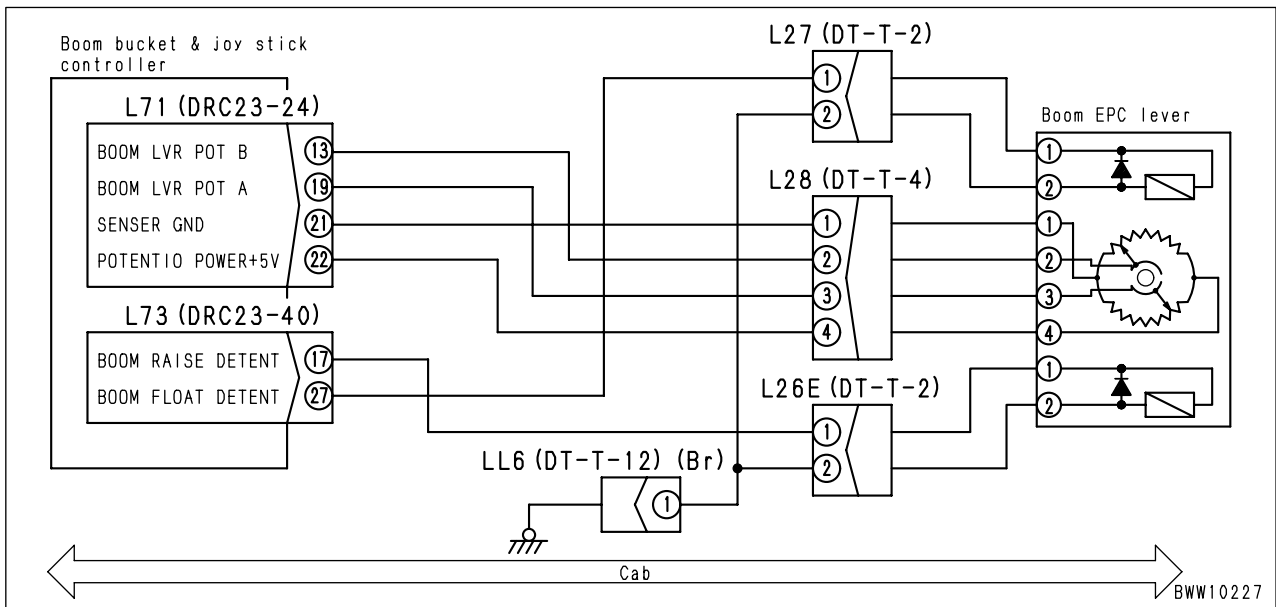 Boom bucket & joy stick
controller
L71 (DRC23-24)
BOOM LVR POT B 13
BOOM LVR POT A 19
SENSER GND 21
POTENTIO POWER+5V 22
L73 (DRC23-40)
BOOM RAISE DETENT 17
BOOM FLOAT DETENT 27
L27 (DT-T-2)
1
2
L28 (DT-T-4)
1
2
3
4
L26E (DT-T-2)
1
2
LL6 (DT-T-12) (Br)
1
Boom EPC lever
1
2
1
2
3
4
1
2
Cab
BWW10227